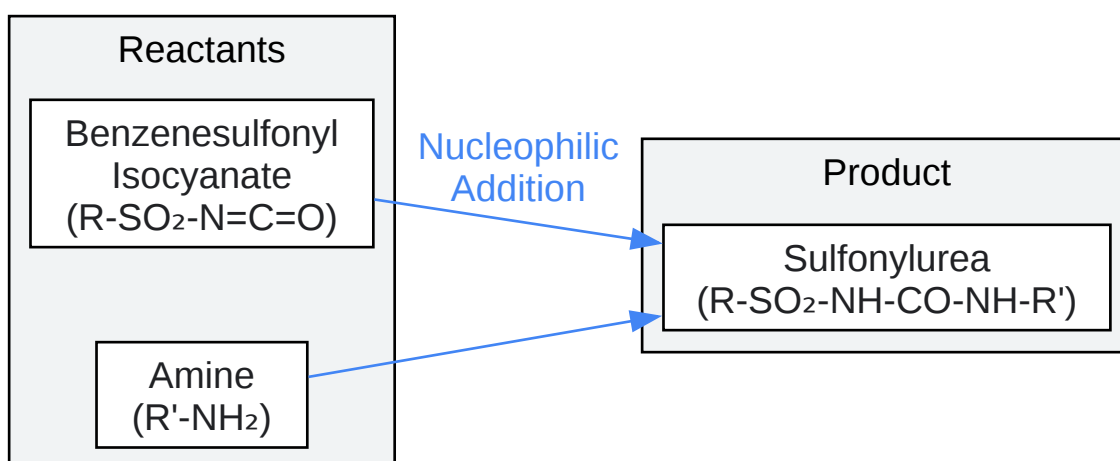 Reactants
Benzenesulfonyl
Isocyanate
(R-SO₂-N=C=O)
Amine
(R'-NH₂)
Nucleophilic
Addition
Product
Sulfonylurea
(R-SO₂-NH-CO-NH-R')